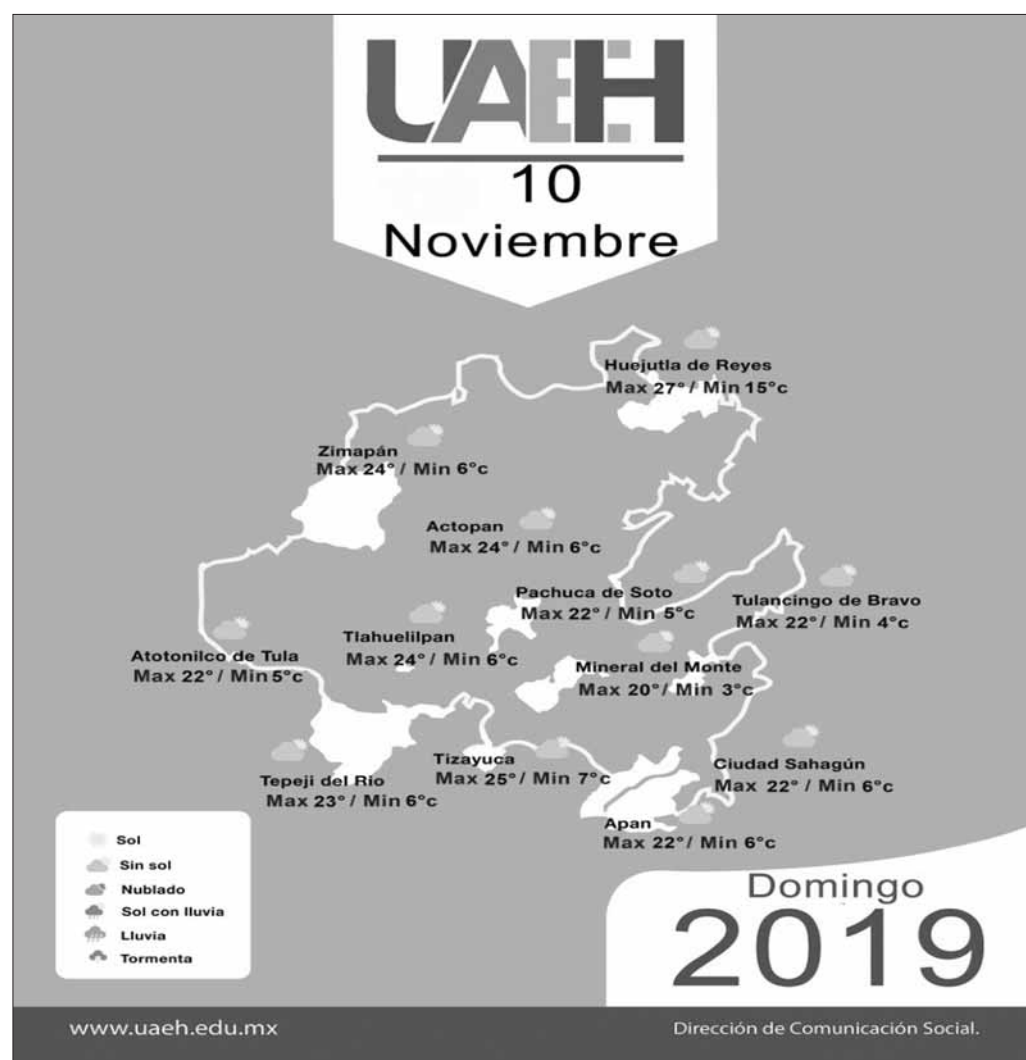 UAEH
10
Noviembre
Huejutla de Reyes
Max 27° / Min 15°c
Zimapán
Max 24° / Min 6°c
Actopan
Max 24° / Min 6°c
Pachuca de Soto
Max 22° / Min 5°c
Tulancingo de Bravo
Max 22° / Min 4°c
Tlahuelilpan
Max 24° / Min 6°c
Atotonilco de Tula
Max 22° / Min 5°c
Mineral del Monte
Max 20° / Min 3°c
Tizayuca
Max 25° / Min 7°c
Ciudad Sahagún
Max 22° / Min 6°c
Tepeji del Rio
Max 23° / Min 6°c
Apan
Max 22° / Min 6°c
Sol
Sin sol
Nublado
Sol con lluvia
Lluvia
Tormenta
Domingo
2019
www.uaeh.edu.mx
Dirección de Comunicación Social.